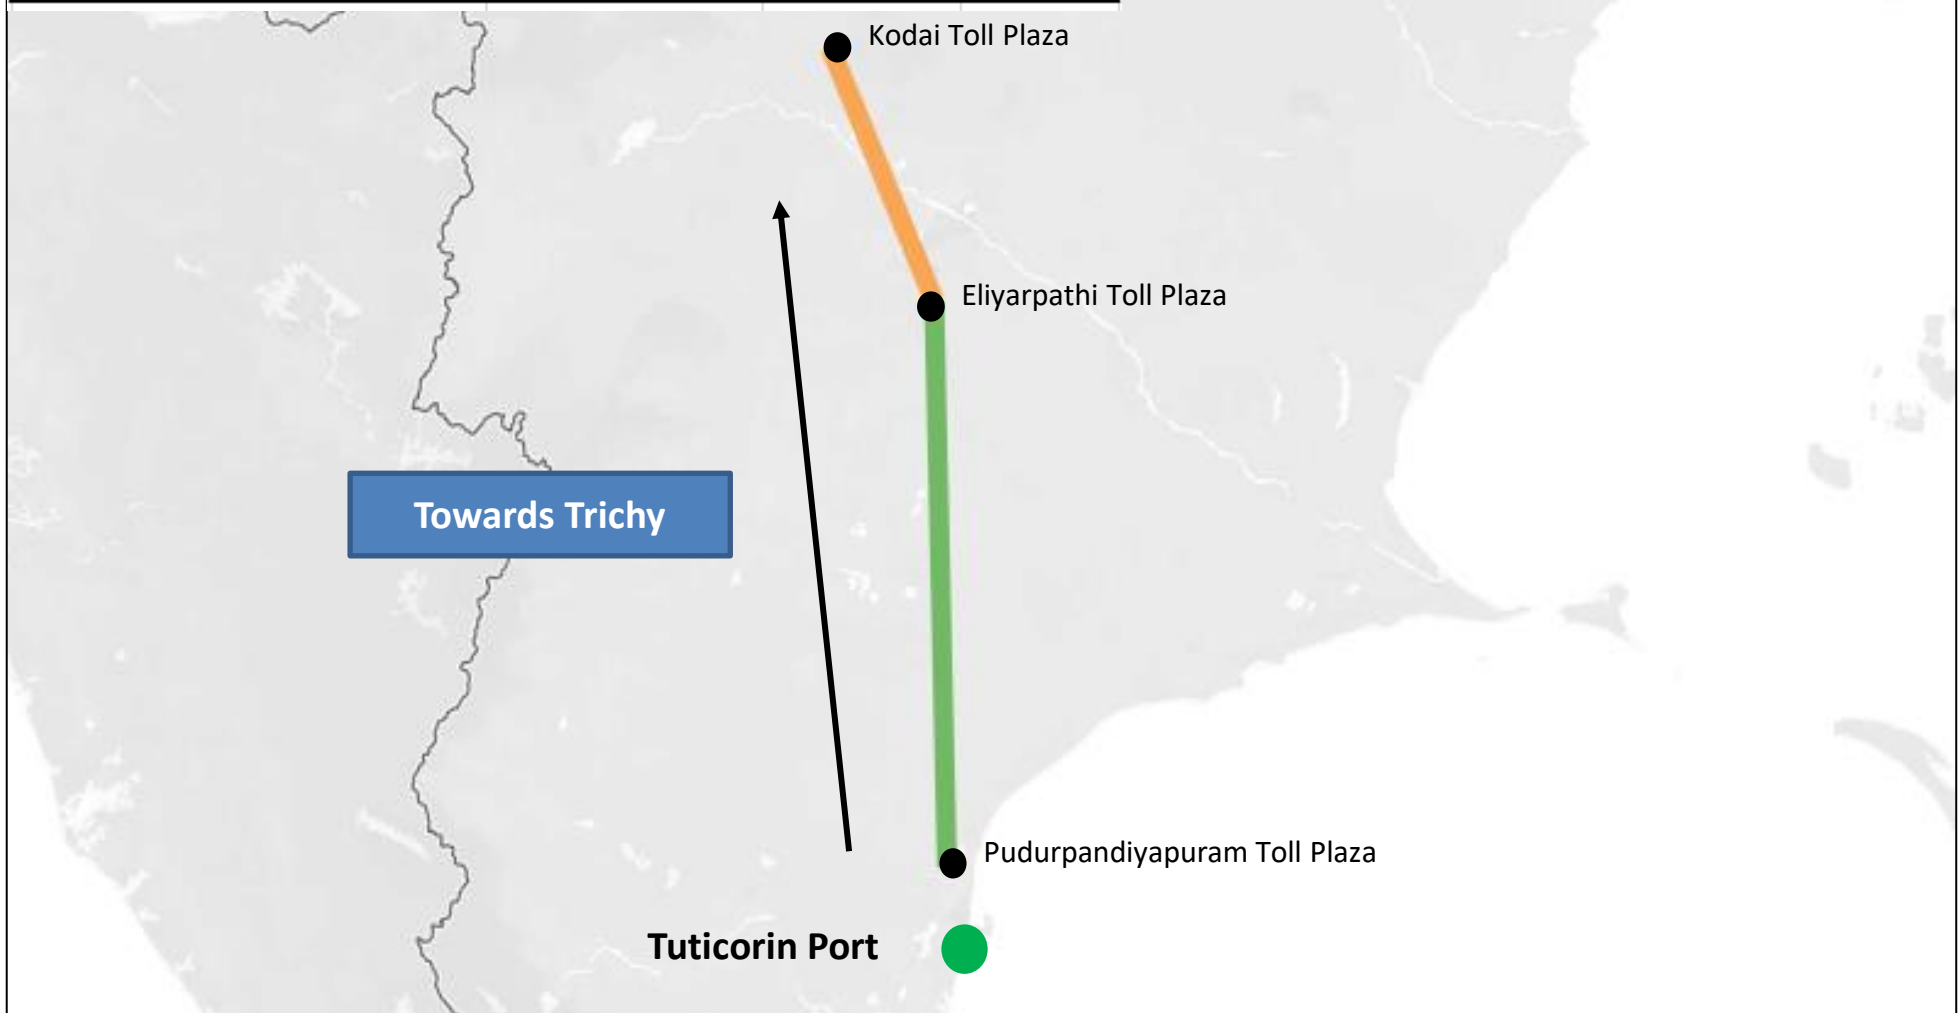 Kodai Toll Plaza
Eliyarpathi Toll Plaza
Towards Trichy
Pudurpandiyapuram Toll Plaza
Tuticorin Port